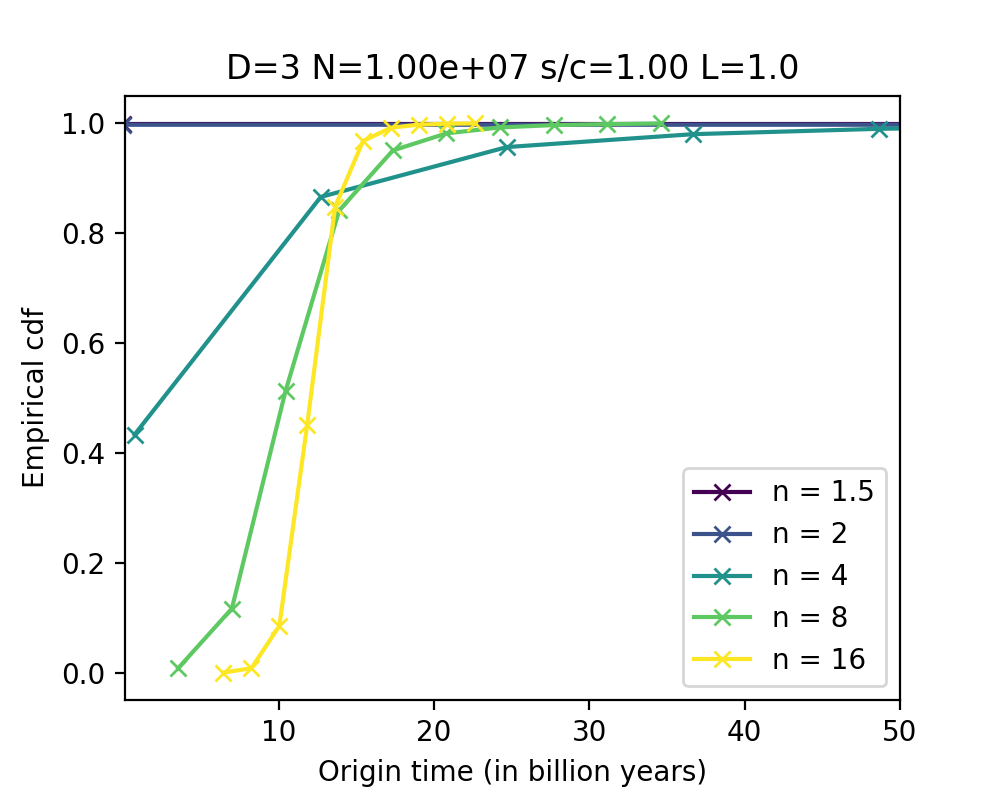 D=3 N=1.00e+07 s/c=1.00 L=1.0
1.0
0.8
0.6
0.4
0.2
0.0
Empirical cdf
n = 1.5
n = 2
n = 4
n = 8
n = 16
10 20 30 40 50
Origin time (in billion years)